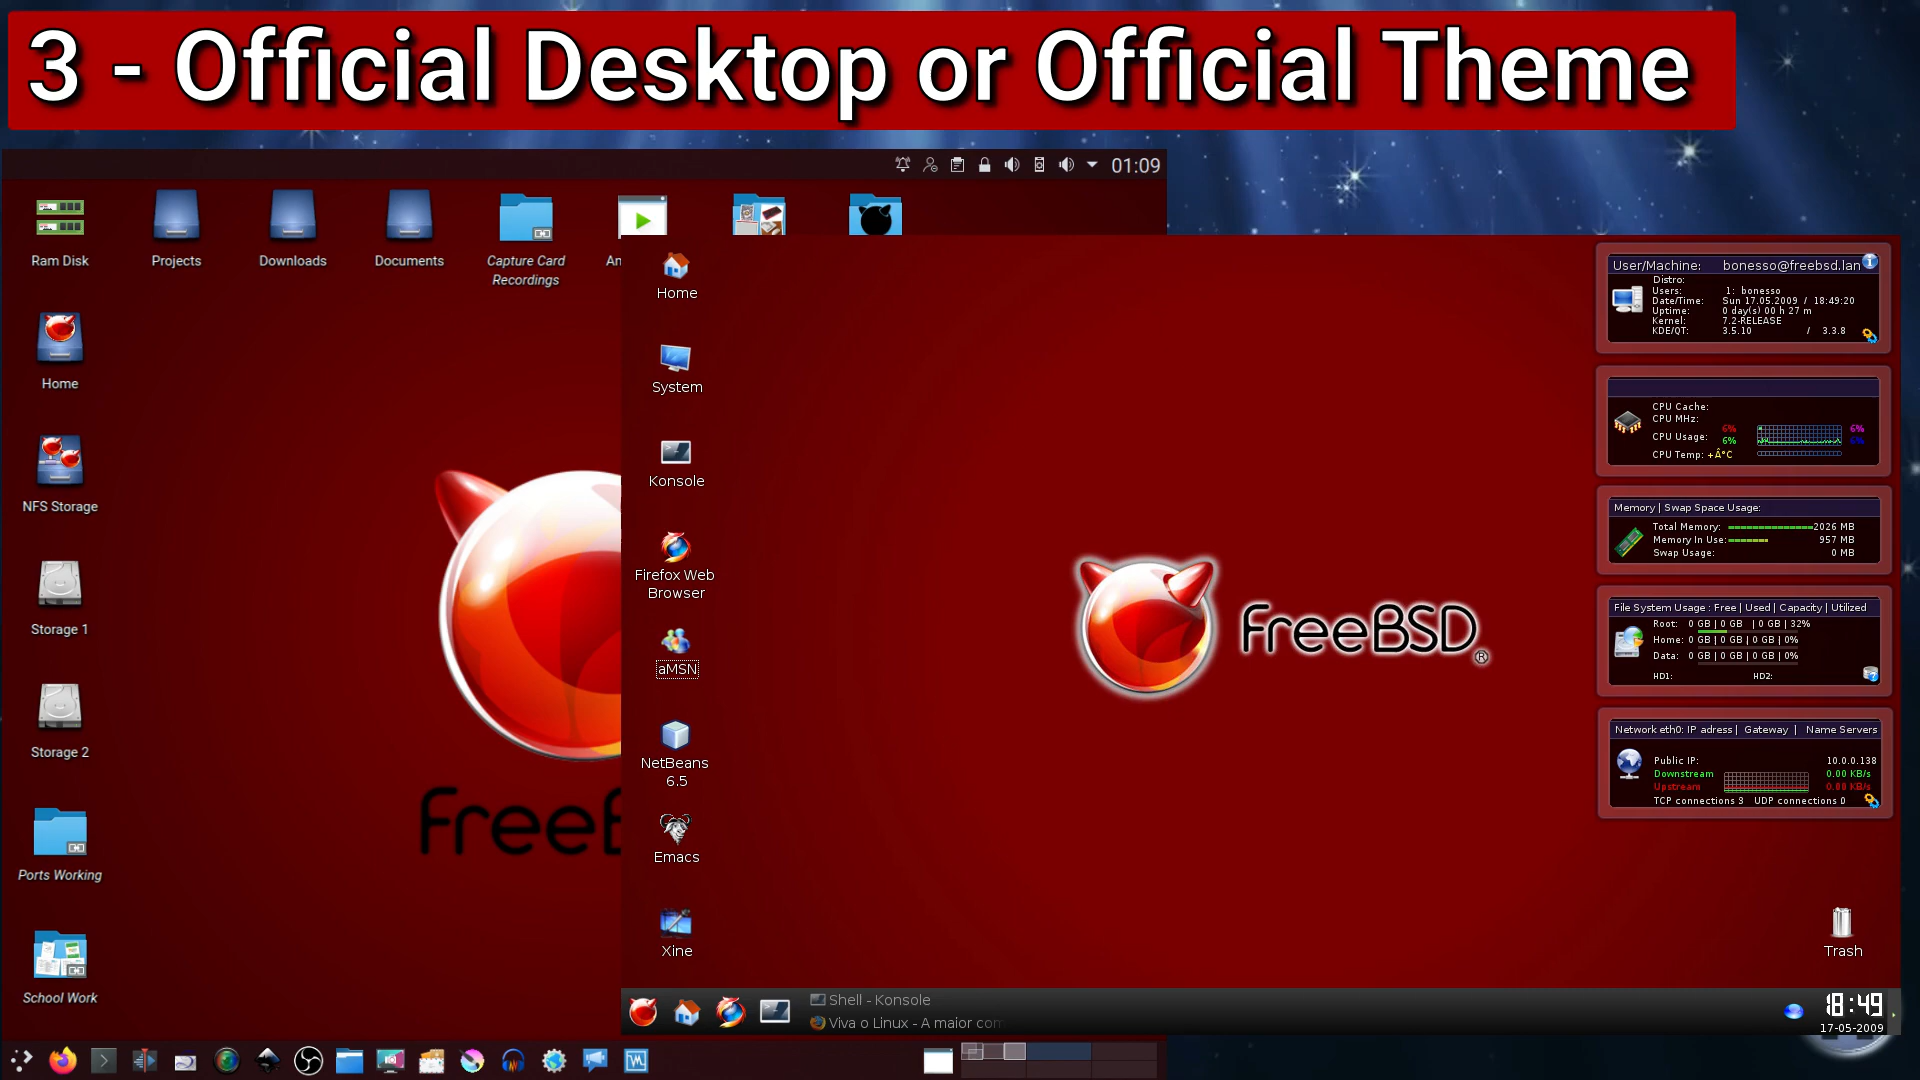 3 - Official Desktop or Official Theme
01:09
Ram Disk
Projects
Downloads
Documents
Capture Card
Recordings
An
Home
NFS Storage
Storage 1
Storage 2
Ports Working
School Work
FreeB
Home
System
Konsole
Firefox Web
Browser
aMSN
NetBeans
6.5
Emacs
Xine
FreeBSD®
User/Machine: bonesso@freebsd.lan
Distro:
Users: 1: bonesso
Date/Time: Sun 17.05.2009 / 18:49:20
Uptime: 0 day(s) 00 h 27 m
Kernel: 7.2-RELEASE
KDE/QT: 3.5.10 / 3.3.8
CPU Cache:
CPU MHz:
CPU Usage: 6% 6% 6% 6%
CPU Temp: +Â°C
Memory | Swap Space Usage:
Total Memory: 2026 MB
Memory In Use: 957 MB
Swap Usage: 0 MB
File System Usage : Free | Used | Capacity | Utilized
Root: 0 GB | 0 GB | 0 GB | 32%
Home: 0 GB | 0 GB | 0 GB | 0%
Data: 0 GB | 0 GB | 0 GB | 0%
HD1: HD2:
Network eth0: IP adress | Gateway | Name Servers
Public IP: 10.0.0.138
Downstream 0.00 KB/s
Upstream 0.00 KB/s
TCP connections 3 UDP connections 0
Trash
Shell - Konsole
Viva o Linux - A maior com
18:49
17-05-2009